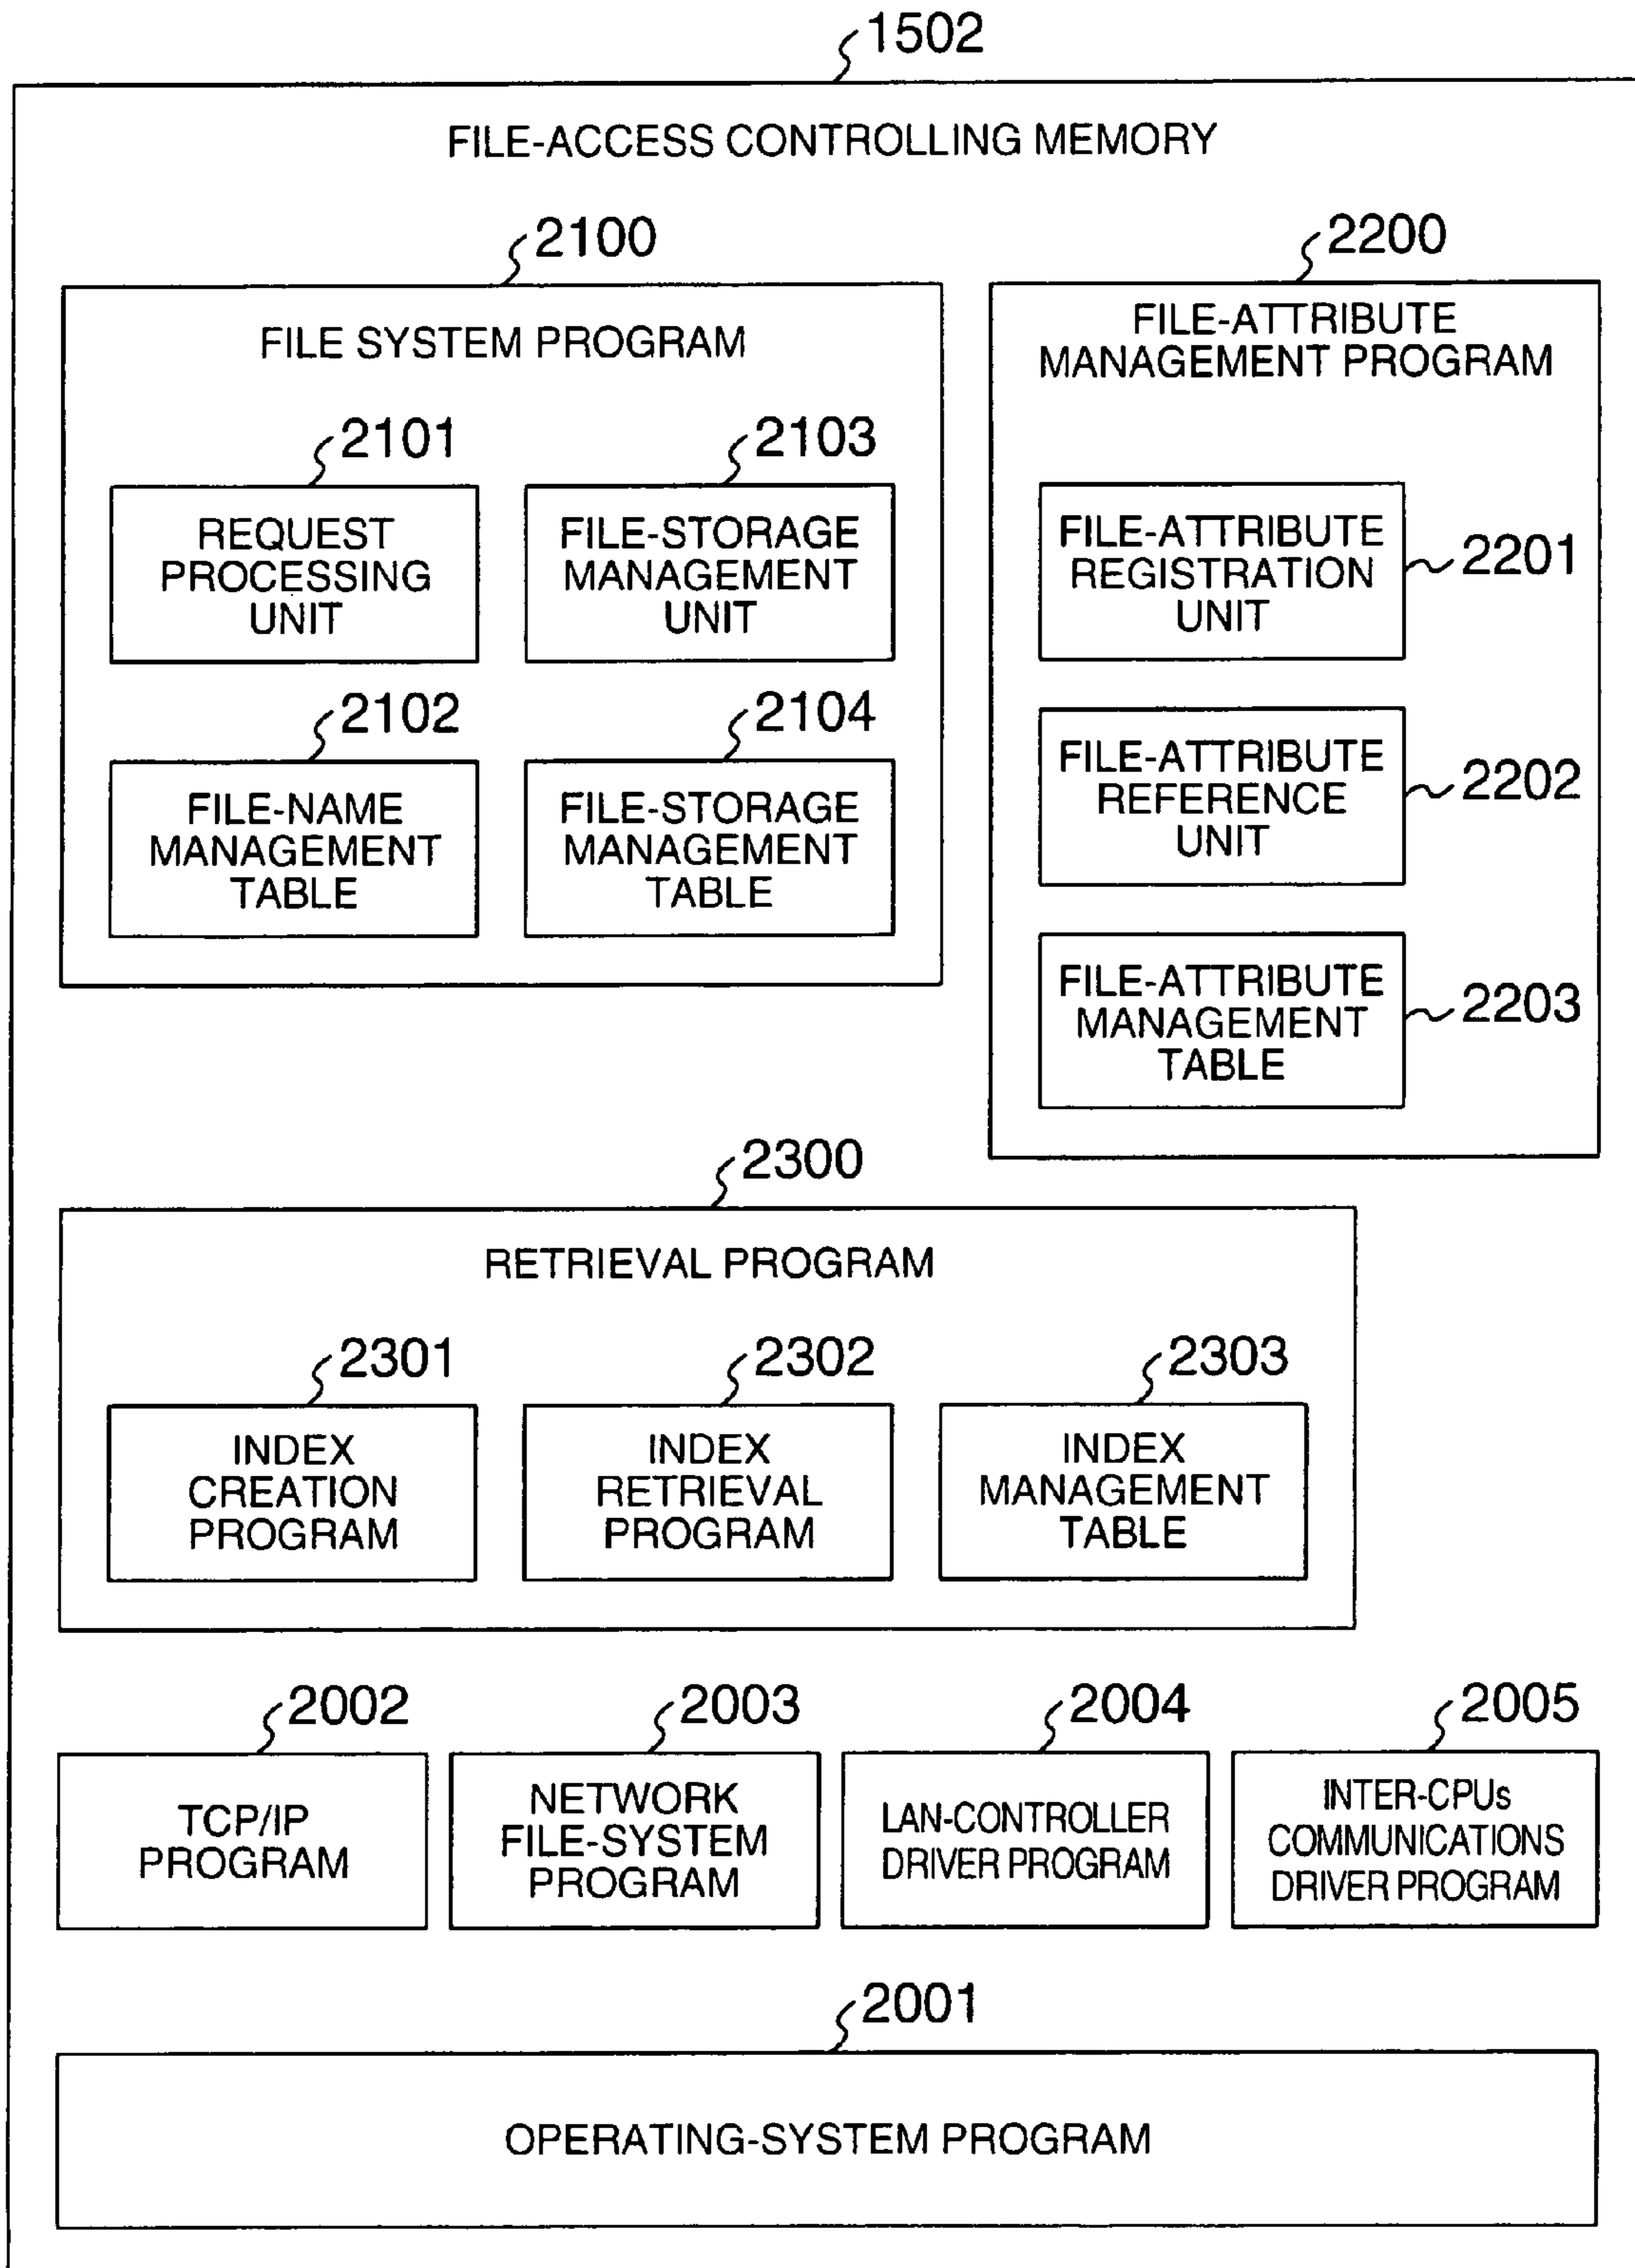 1502
FILE-ACCESS CONTROLLING MEMORY
2100
FILE SYSTEM PROGRAM
2101
REQUEST
PROCESSING
UNIT
2103
FILE-STORAGE
MANAGEMENT
UNIT
2102
FILE-NAME
MANAGEMENT
TABLE
2104
FILE-STORAGE
MANAGEMENT
TABLE
2200
FILE-ATTRIBUTE
MANAGEMENT PROGRAM
FILE-ATTRIBUTE
REGISTRATION
UNIT
2201
FILE-ATTRIBUTE
REFERENCE
UNIT
2202
FILE-ATTRIBUTE
MANAGEMENT
TABLE
2203
2300
RETRIEVAL PROGRAM
2301
INDEX
CREATION
PROGRAM
2302
INDEX
RETRIEVAL
PROGRAM
2303
INDEX
MANAGEMENT
TABLE
2002
TCP/IP
PROGRAM
2003
NETWORK
FILE-SYSTEM
PROGRAM
2004
LAN-CONTROLLER
DRIVER PROGRAM
2005
INTER-CPUs
COMMUNICATIONS
DRIVER PROGRAM
2001
OPERATING-SYSTEM PROGRAM